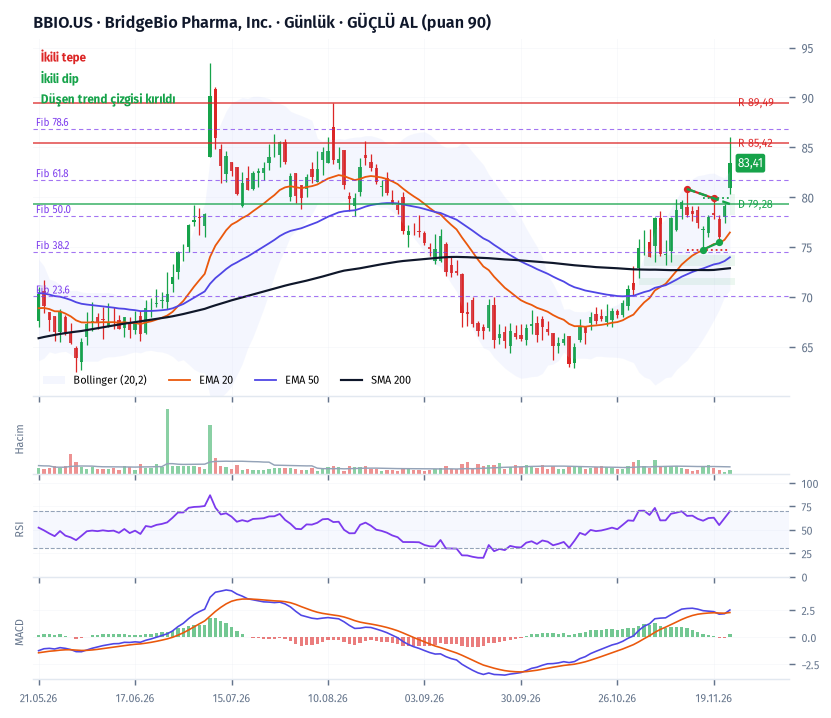 BBIO.US · BridgeBio Pharma, Inc. · Günlük · GÜÇLÜ AL (puan 90)
İkili tepe
İkili dip
Düşen trend çizgisi kırıldı
Fib 78.6
Fib 61.8
Fib 50.0
Fib 38.2
Fib 23.6
R 89,49
R 85,42
83,41
D 79,28
95
90
85
80
75
70
65
Bollinger (20,2)
EMA 20
EMA 50
SMA 200
Hacim
RSI
100
75
50
25
0
MACD
2.5
0.0
−2.5
21.05.26
17.06.26
15.07.26
10.08.26
03.09.26
30.09.26
26.10.26
19.11.26